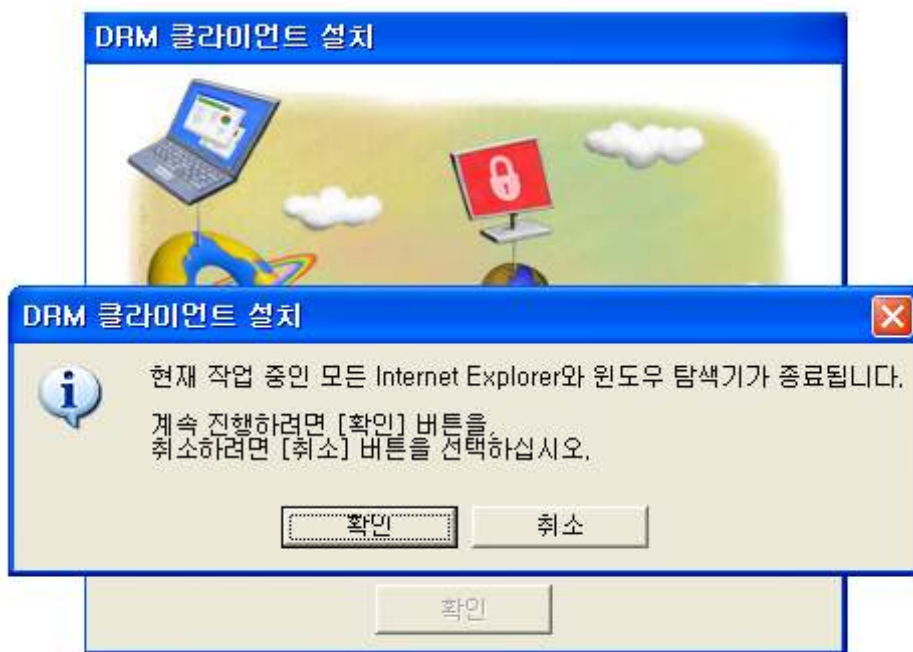 DRM 클라이언트 설치
DRM 클라이언트 설치
현재 작업 중인 모든 Internet Explorer와 윈도우 탐색기가 종료됩니다.
계속 진행하려면 [확인] 버튼을,
취소하려면 [취소] 버튼을 선택하십시오.
확인 취소
확인